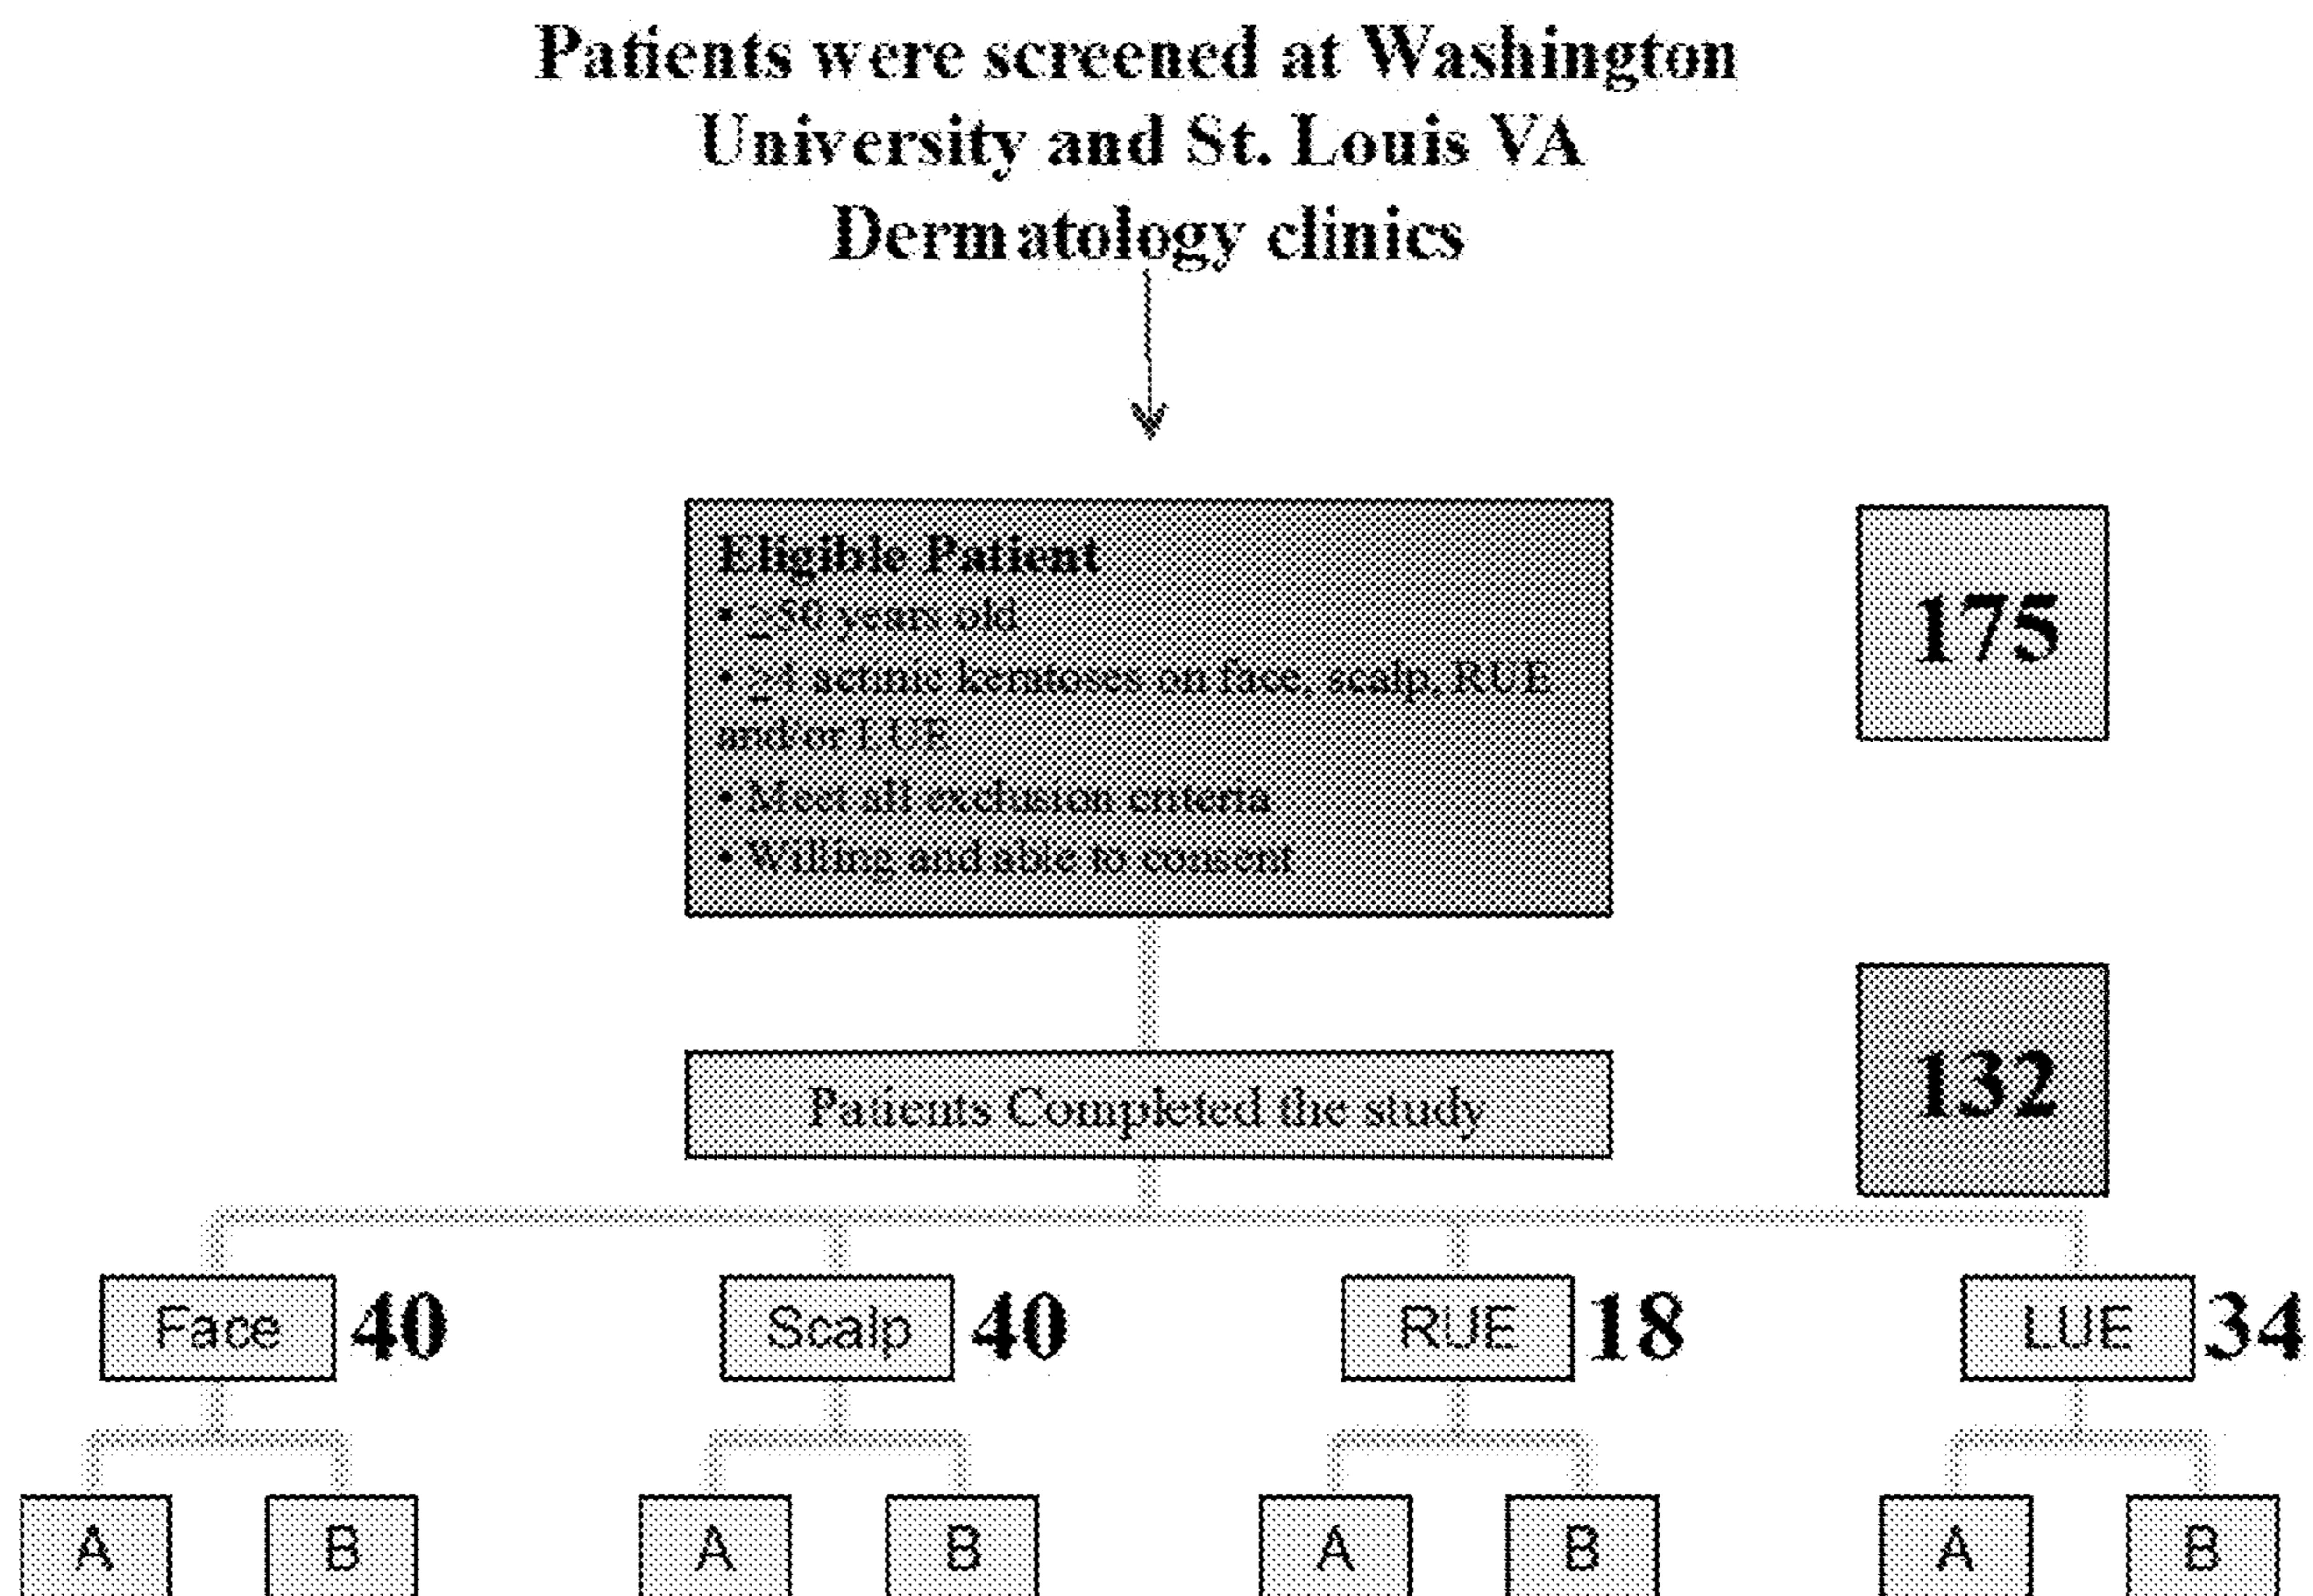 Patients were screened at Washington
University and St. Louis VA
Dermatology clinics
Eligible Patient
• ≥50 years old
• actinic keratoses on face, scalp, RUE
and/or LUE
• Meet all exclusion criteria
• Willing and able to consent
175
Patients Completed the study
132
Face 40 Scalp 40 RUE 18 LUE 34
A B A B A B A B